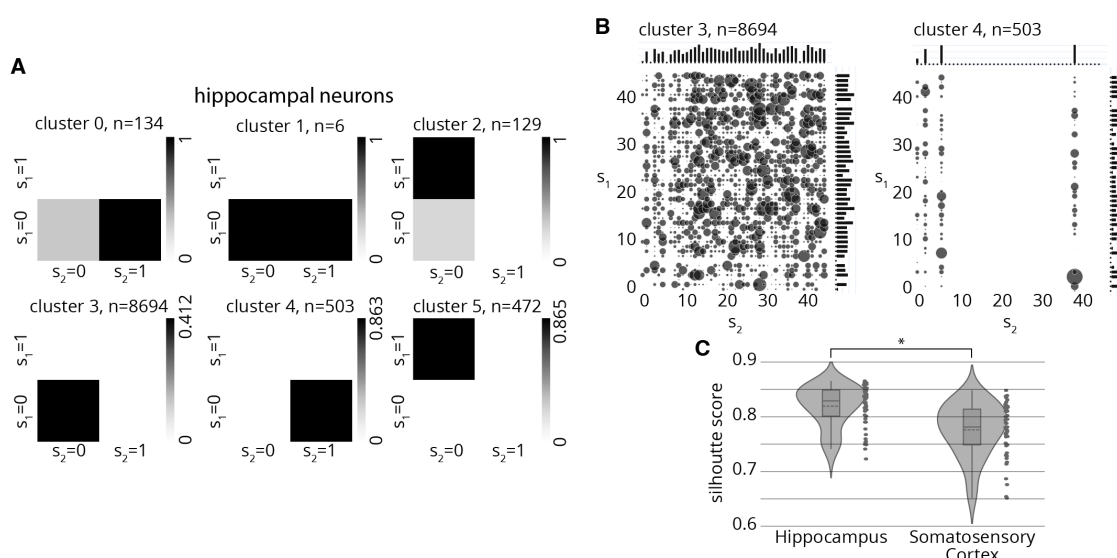 A
hippocampal neurons
cluster 0, n=134
cluster 1, n=6
cluster 2, n=129
s1=1
s1=0
s2=0 s2=1
1
0
s1=1
s1=0
s2=0 s2=1
1
0
s1=1
s1=0
s2=0 s2=1
1
0
cluster 3, n=8694
cluster 4, n=503
cluster 5, n=472
s1=1
s1=0
s2=0 s2=1
0.412
0
s1=1
s1=0
s2=0 s2=1
0.863
0
s1=1
s1=0
s2=0 s2=1
0.865
0
B
cluster 3, n=8694
40
30
s1
20
10
0
0 10 20 30 40
s2
cluster 4, n=503
40
30
s1
20
10
0
0 10 20 30 40
s2
C
*
0.9
0.8
0.7
0.6
silhoutte score
Hippocampus
Somatosensory
Cortex